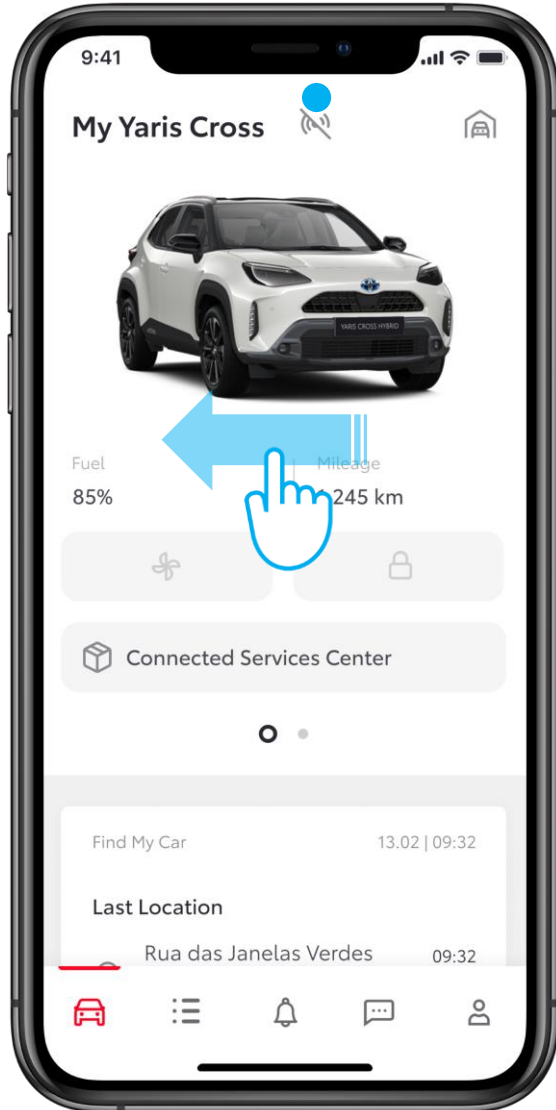 9:41
My Yaris Cross
YARIS CROSS HYBRID
Fuel
Mileage
85%
245 km
Connected Services Center
Find My Car
13.02 | 09:32
Last Location
Rua das Janelas Verdes
09:32